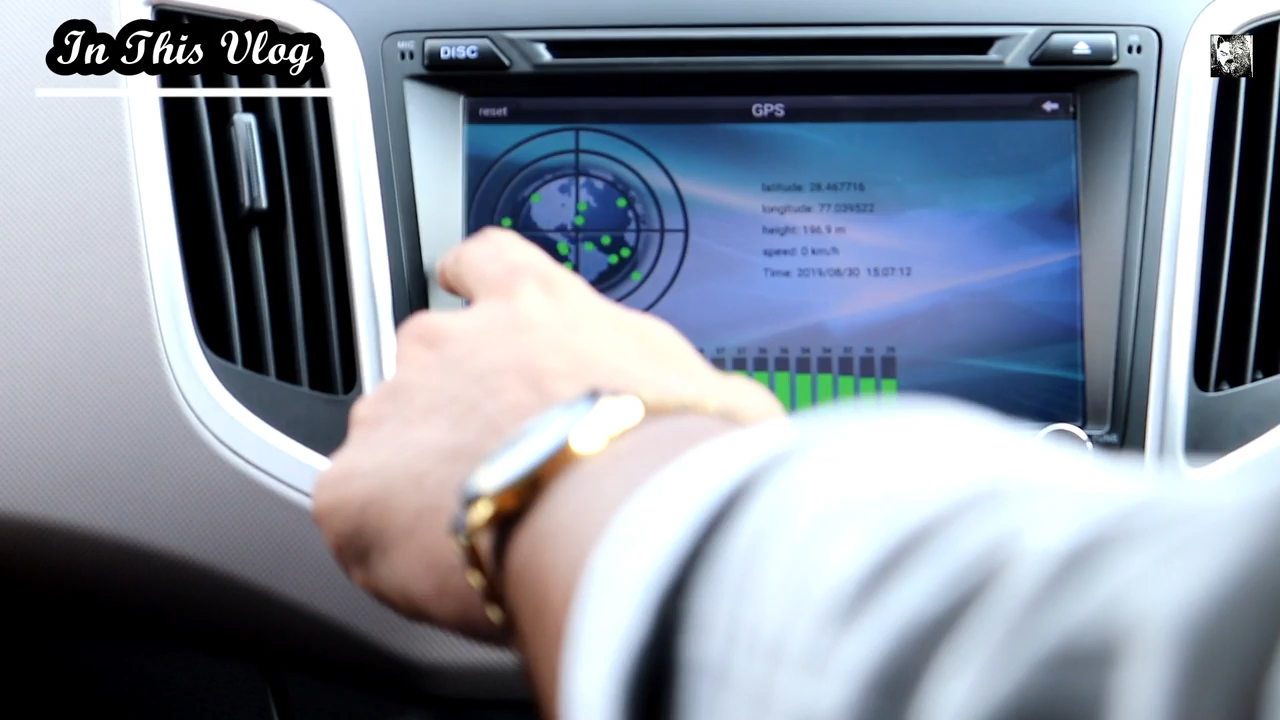 In This Vlog
MIC
DISC
reset
GPS
latitude: 28.467716
longitude: 77.039522
height: 196.9 m
speed: 0 km/h
Time: 2019/08/30 15:07:12